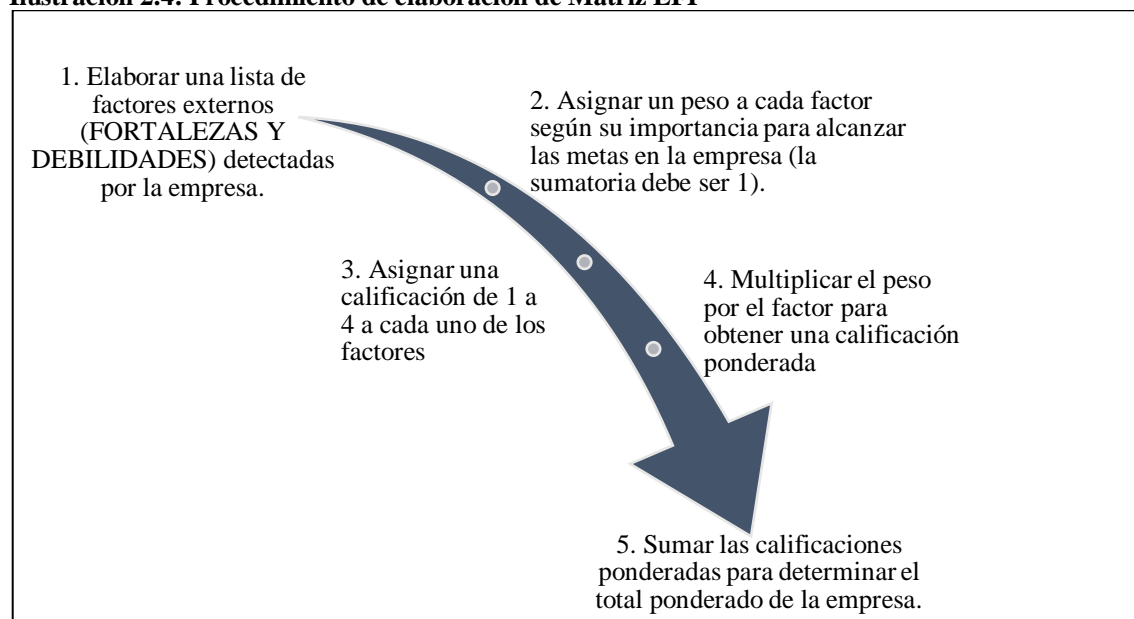 Ilustración 2.4: Procedimiento de elaboración de Matriz EFI
1. Elaborar una lista de
factores externos
(FORTALEZAS Y
DEBILIDADES) detectadas
por la empresa.
2. Asignar un peso a cada factor
según su importancia para alcanzar
las metas en la empresa (la
sumatoria debe ser 1).
3. Asignar una
calificación de 1 a
4 a cada uno de los
factores
4. Multiplicar el peso
por el factor para
obtener una calificación
ponderada
5. Sumar las calificaciones
ponderadas para determinar el
total ponderado de la empresa.